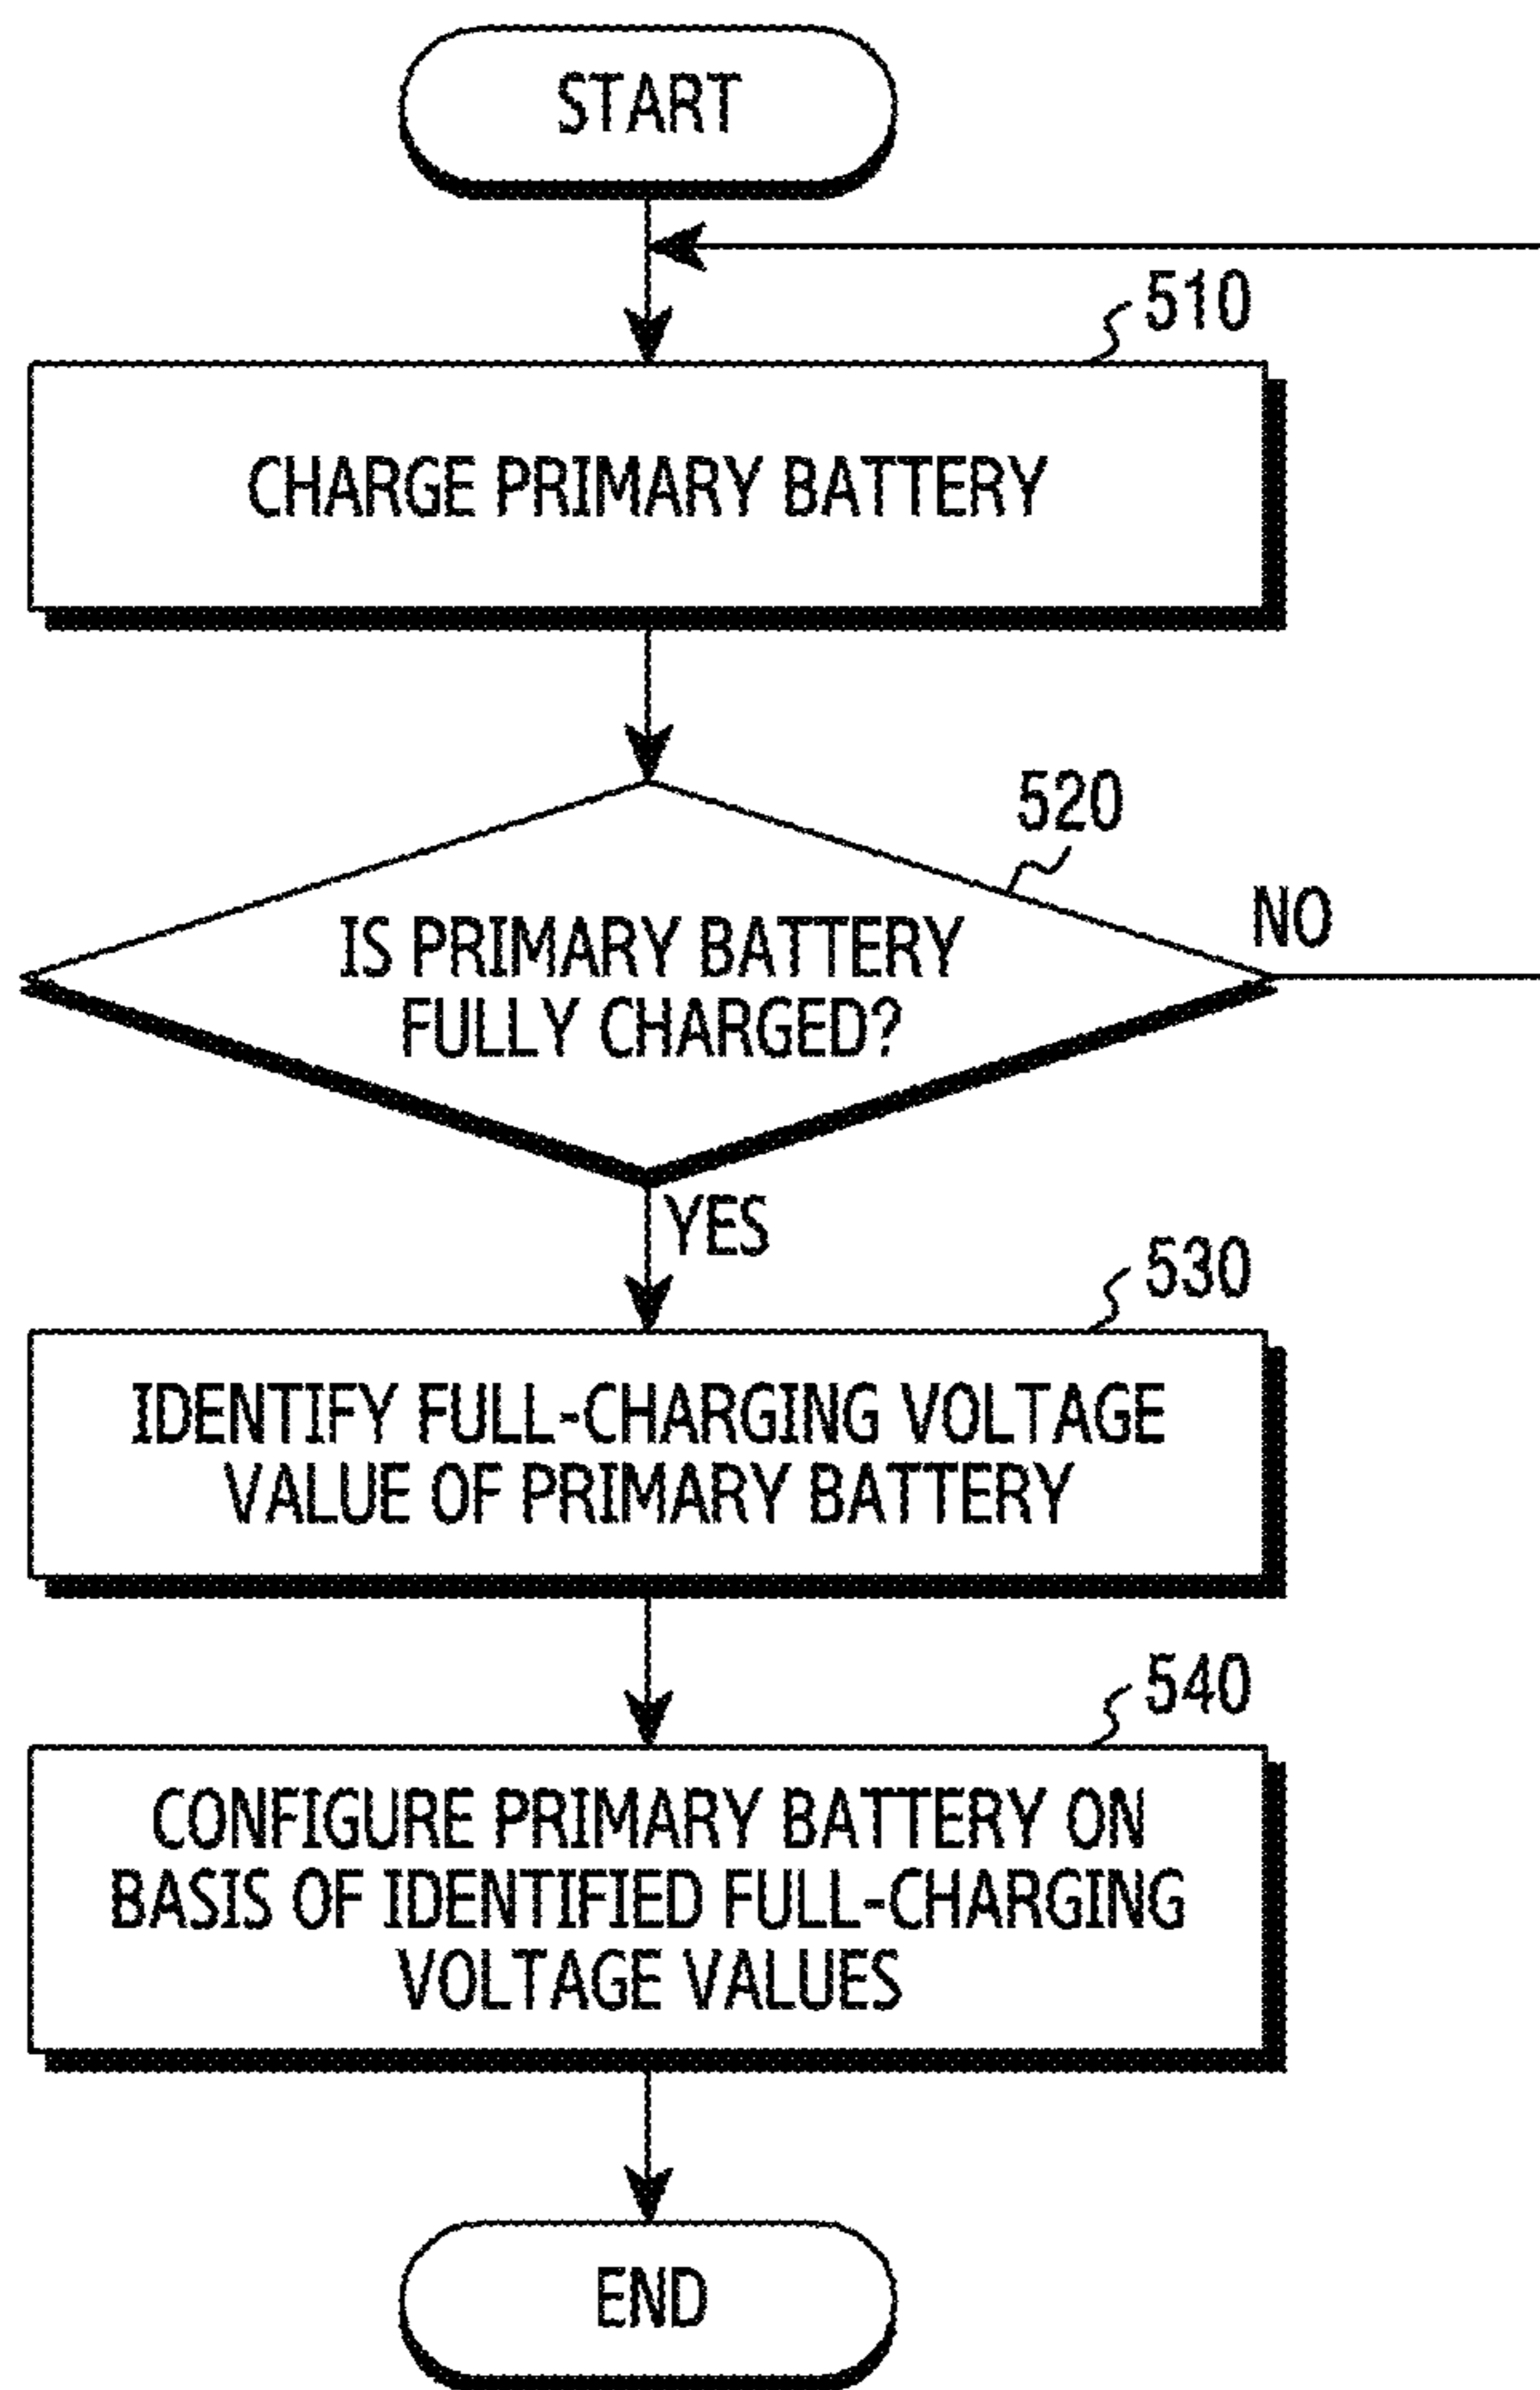 START
510
CHARGE PRIMARY BATTERY
520
IS PRIMARY BATTERY
FULLY CHARGED?
NO
YES
530
IDENTIFY FULL-CHARGING VOLTAGE
VALUE OF PRIMARY BATTERY
540
CONFIGURE PRIMARY BATTERY ON
BASIS OF IDENTIFIED FULL-CHARGING
VOLTAGE VALUES
END